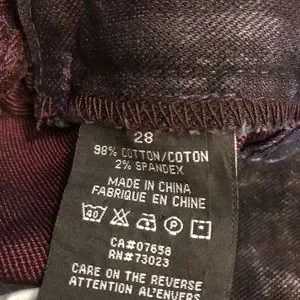 28
98% COTTON/COTON
2% SPANDEX
MADE IN CHINA
FABRIQUE EN CHINE
40 P
CA#07658
RN#73023
CARE ON THE REVERSE
ATTENTION AL'ENVERS